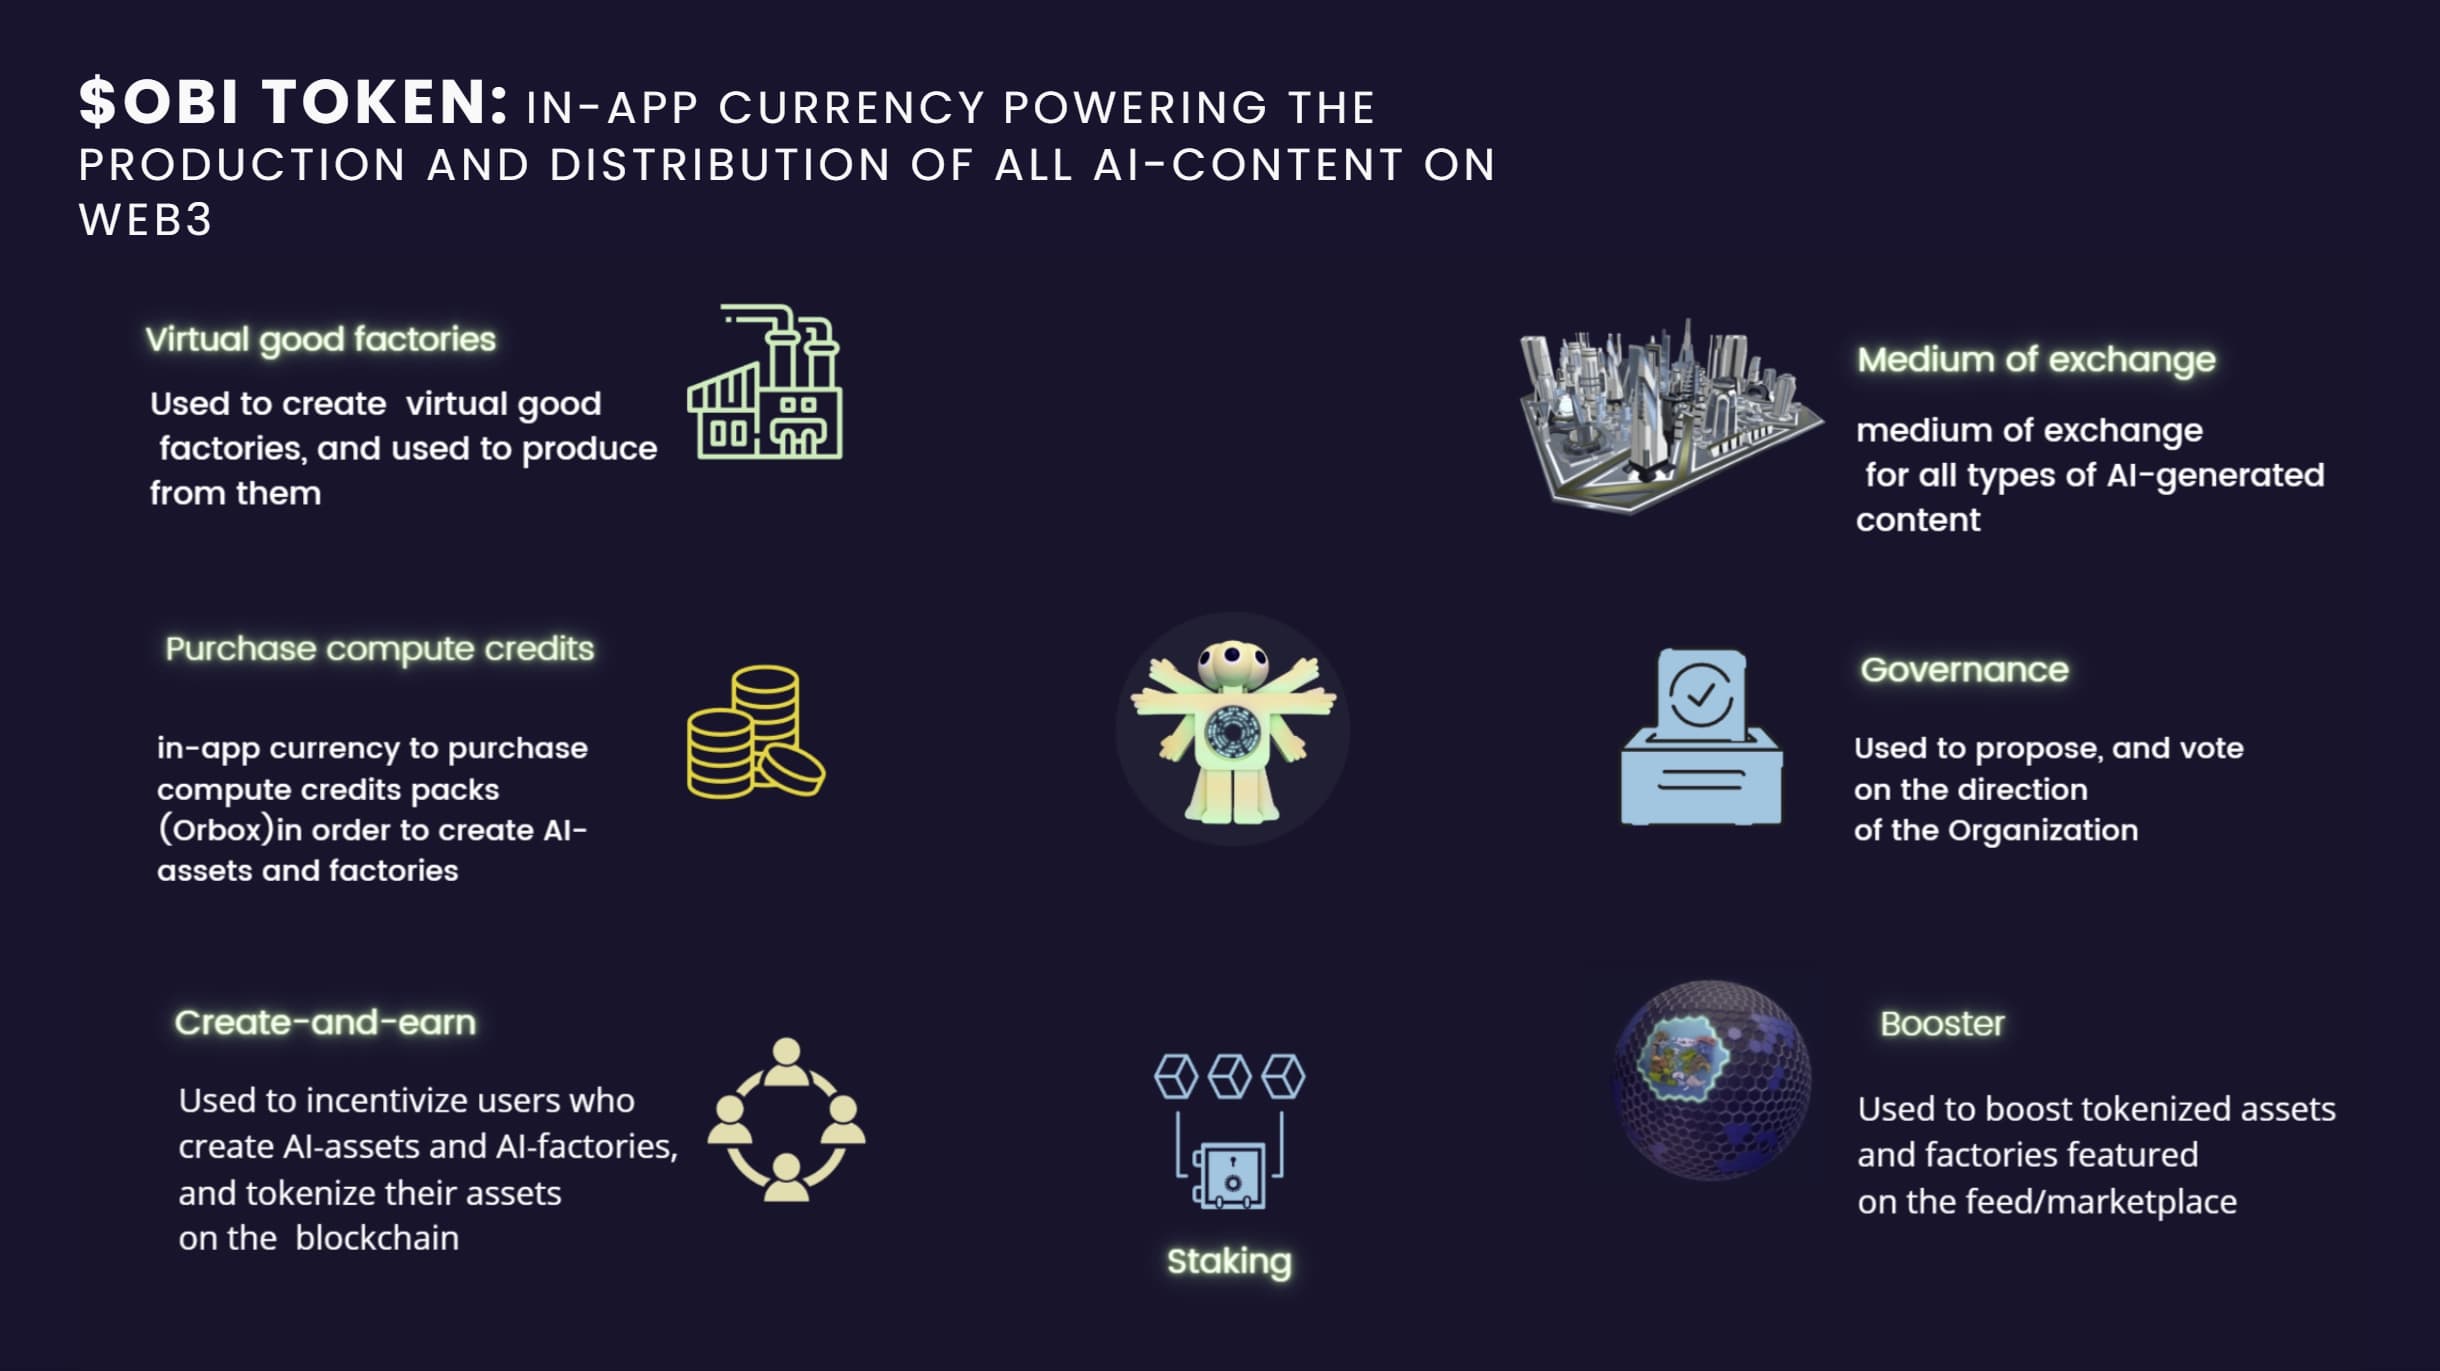 $OBI TOKEN: IN-APP CURRENCY POWERING THE
PRODUCTION AND DISTRIBUTION OF ALL AI-CONTENT ON
WEB3
Virtual good factories
Used to create virtual good
factories, and used to produce
from them
Medium of exchange
medium of exchange
for all types of AI-generated
content
Purchase compute credits
in-app currency to purchase
compute credits packs
(Orbox)in order to create AI-
assets and factories
Governance
Used to propose, and vote
on the direction
of the Organization
Create-and-earn
Used to incentivize users who
create AI-assets and AI-factories,
and tokenize their assets
on the blockchain
Staking
Booster
Used to boost tokenized assets
and factories featured
on the feed/marketplace